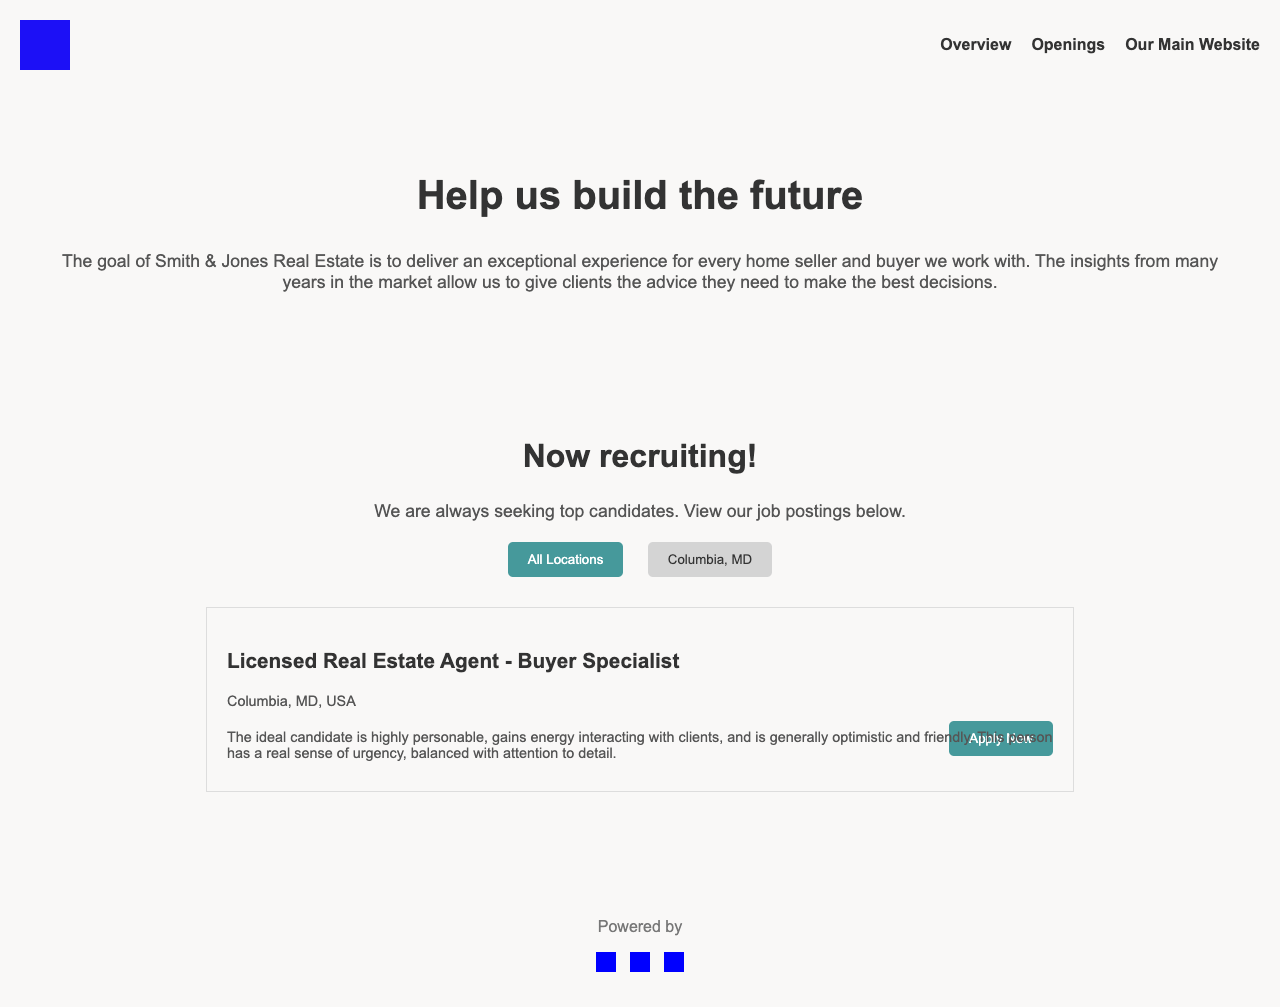 Overview Openings Our Main Website
Help us build the future
The goal of Smith & Jones Real Estate is to deliver an exceptional experience for every home seller and buyer we work with. The insights from many
years in the market allow us to give clients the advice they need to make the best decisions.
Now recruiting!
We are always seeking top candidates. View our job postings below.
All Locations Columbia, MD
Licensed Real Estate Agent - Buyer Specialist
Columbia, MD, USA
The ideal candidate is highly personable, gains energy interacting with clients, and is generally optimistic and friendly. This person
Apply Now
has a real sense of urgency, balanced with attention to detail.
Powered by